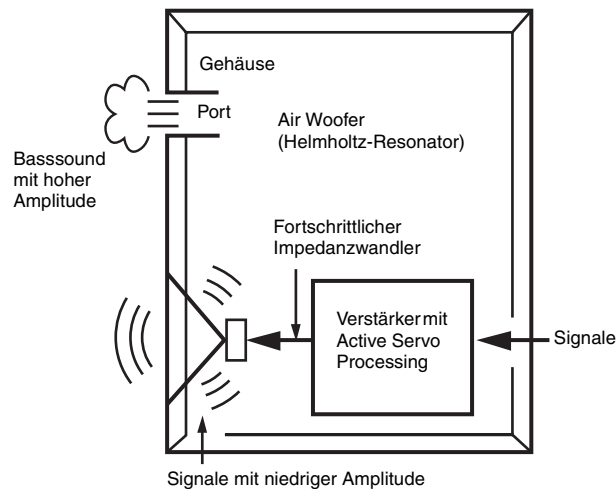 Gehäuse
Port
Air Woofer
(Helmholtz-Resonator)
Basssound
mit hoher
Amplitude
Fortschrittlicher
Impedanzwandler
Verstärker mit
Active Servo
Processing
Signale
Signale mit niedriger Amplitude